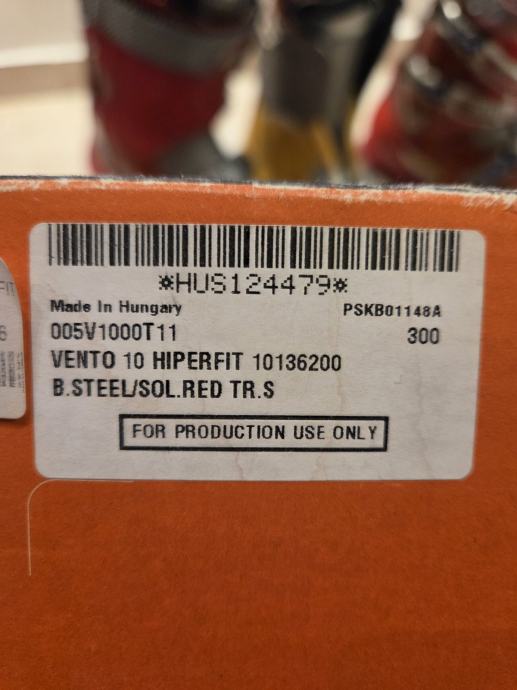 *HUS124479*
Made In Hungary PSKB01148A
005V1000T11 300
VENTO 10 HIPERFIT 10136200
B.STEEL/SOL.RED TR.S
FOR PRODUCTION USE ONLY